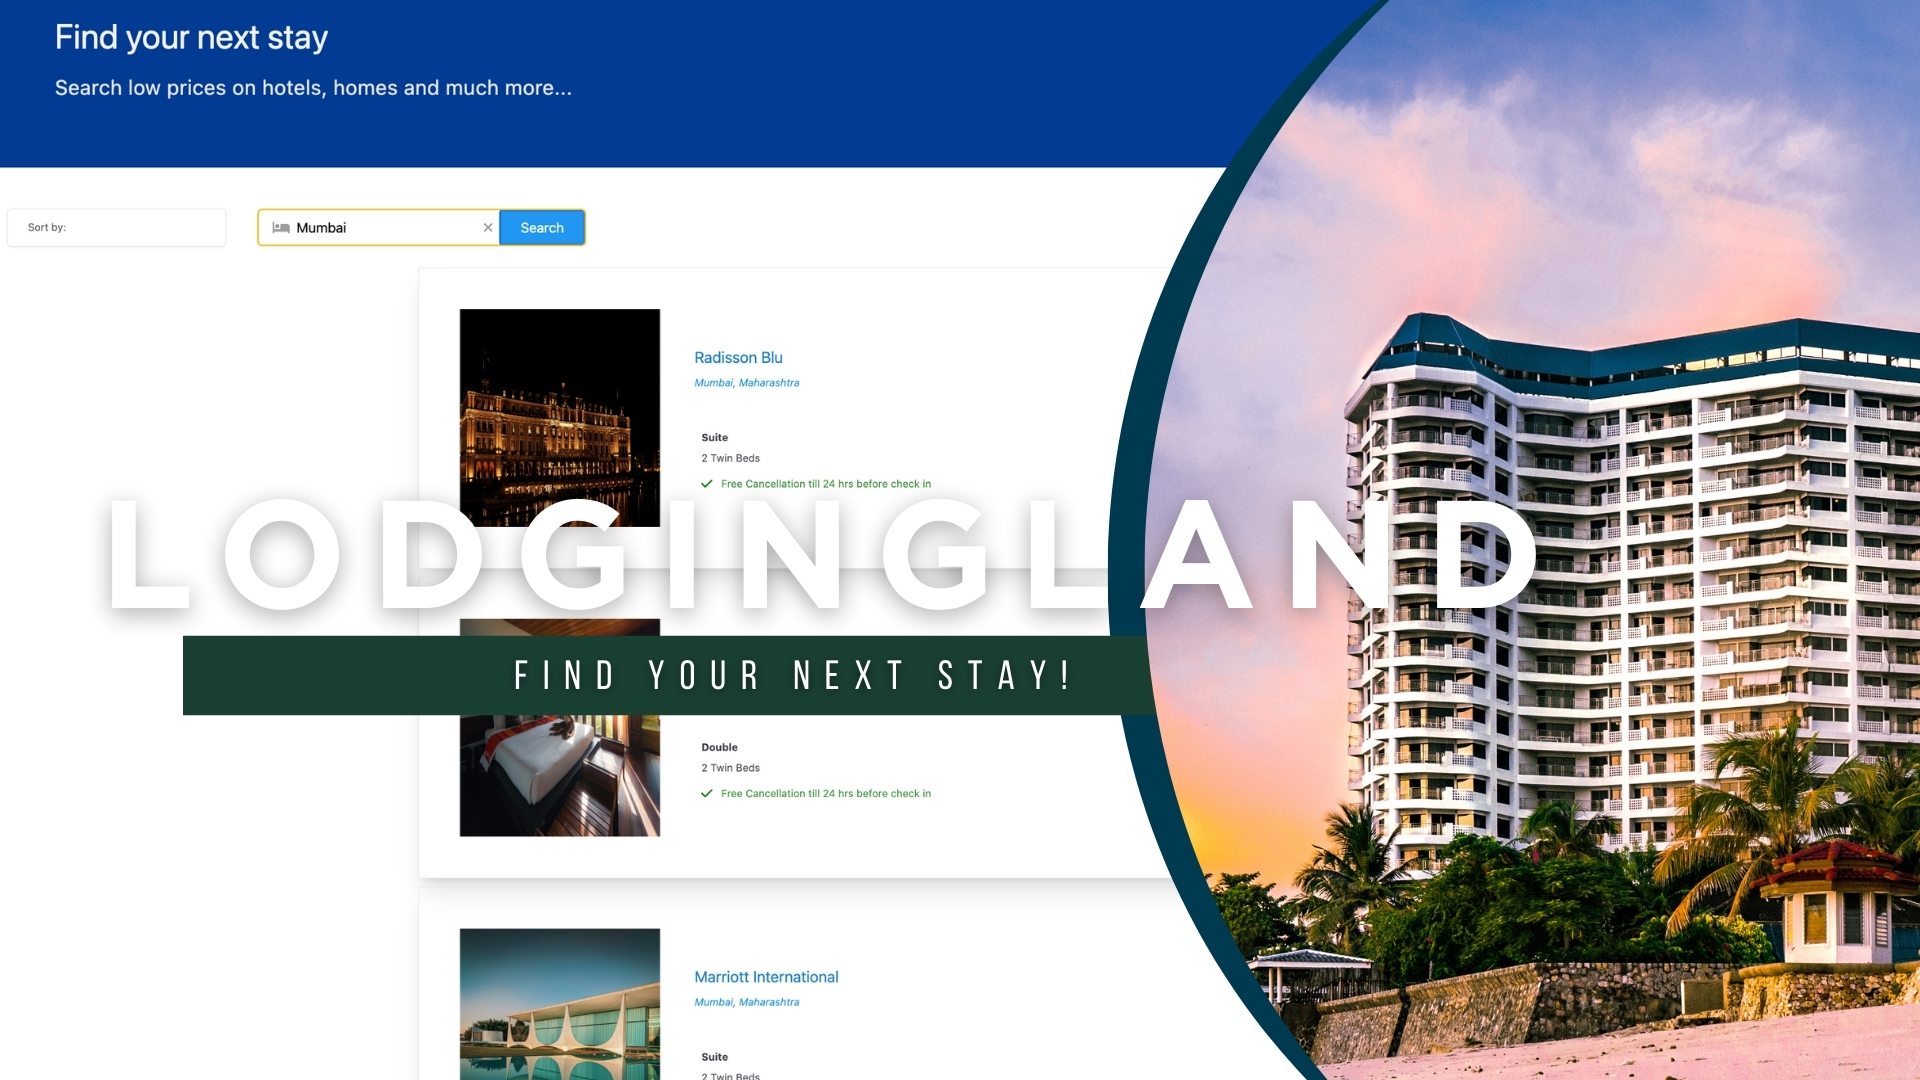 Find your next stay
Search low prices on hotels, homes and much more...
Sort by:
Mumbai
Search
Radisson Blu
Mumbai, Maharashtra
Suite
2 Twin Beds
Free Cancellation till 24 hrs before check in
LODGINGLAND
FIND YOUR NEXT STAY!
Double
2 Twin Beds
Free Cancellation till 24 hrs before check in
Marriott International
Mumbai, Maharashtra
Suite
2 Twin Beds